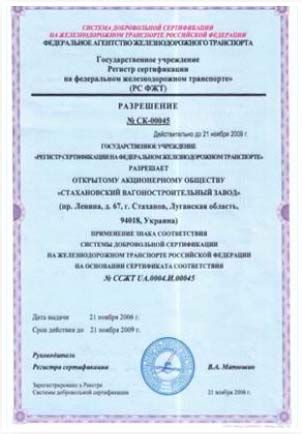 СИСТЕМА ДОБРОВОЛЬНОЙ СЕРТИФИКАЦИИ
НА ЖЕЛЕЗНОДОРОЖНОМ ТРАНСПОРТЕ РОССИЙСКОЙ ФЕДЕРАЦИИ
ФЕДЕРАЛЬНОЕ АГЕНТСТВО ЖЕЛЕЗНОДОРОЖНОГО ТРАНСПОРТА
Государственное учреждение
Регистр сертификации
на федеральном железнодорожном транспорте»
(РС ФЖТ)
РАЗРЕШЕНИЕ
№ СК-00045
Действительно до 21 ноября 2009 г.
ГОСУДАРСТВЕННОЕ УЧРЕЖДЕНИЕ
«РЕГИСТР СЕРТИФИКАЦИИ НА ФЕДЕРАЛЬНОМ ЖЕЛЕЗНОДОРОЖНОМ ТРАНСПОРТЕ»
РАЗРЕШАЕТ
ОТКРЫТОМУ АКЦИОНЕРНОМУ ОБЩЕСТВУ
«СТАХАНОВСКИЙ ВАГОНОСТРОИТЕЛЬНЫЙ ЗАВОД»
(пр. Ленина, д. 67, г. Стаханов, Луганская область,
94018, Украина)
ПРИМЕНЕНИЕ ЗНАКА СООТВЕТСТВИЯ
СИСТЕМЫ ДОБРОВОЛЬНОЙ СЕРТИФИКАЦИИ
НА ЖЕЛЕЗНОДОРОЖНОМ ТРАНСПОРТЕ РОССИЙСКОЙ ФЕДЕРАЦИИ
НА ОСНОВАНИИ СЕРТИФИКАТА СООТВЕТСТВИЯ
№ ССЖТ UA.0004.И.00045
Дата выдачи 21 ноября 2006 г.
Срок действия до 21 ноября 2009 г.
Руководитель
Регистра сертификации В.А. Матюшин
Зарегистрировано в Реестре
Системы добровольной сертификации 21 ноября 2006 г.